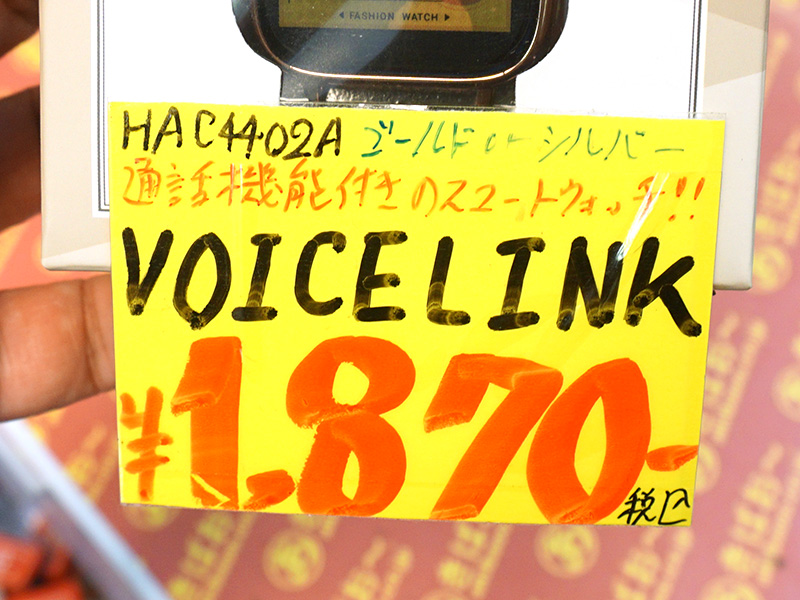 ◀ FASHION WATCH ▶
HAC4402A ゴールド or シルバー
通話機能付きのスマートウォッチ!!
VOICELINK
¥1,870-
税込